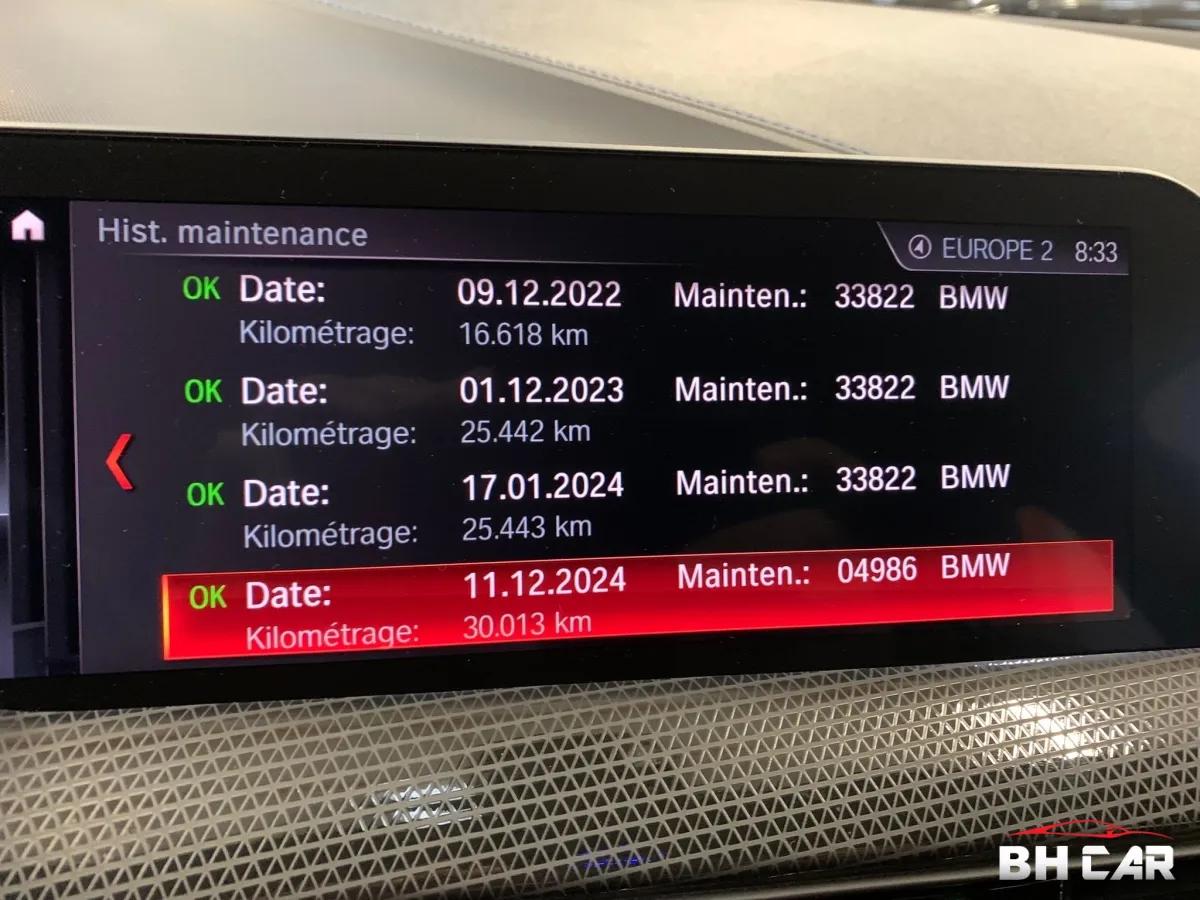 Hist. maintenance
EUROPE 2 8:33
OK Date: 09.12.2022 Mainten.: 33822 BMW
Kilométrage: 16.618 km
OK Date: 01.12.2023 Mainten.: 33822 BMW
Kilométrage: 25.442 km
OK Date: 17.01.2024 Mainten.: 33822 BMW
Kilométrage: 25.443 km
OK Date: 11.12.2024 Mainten.: 04986 BMW
Kilométrage: 30.013 km
BH CAR